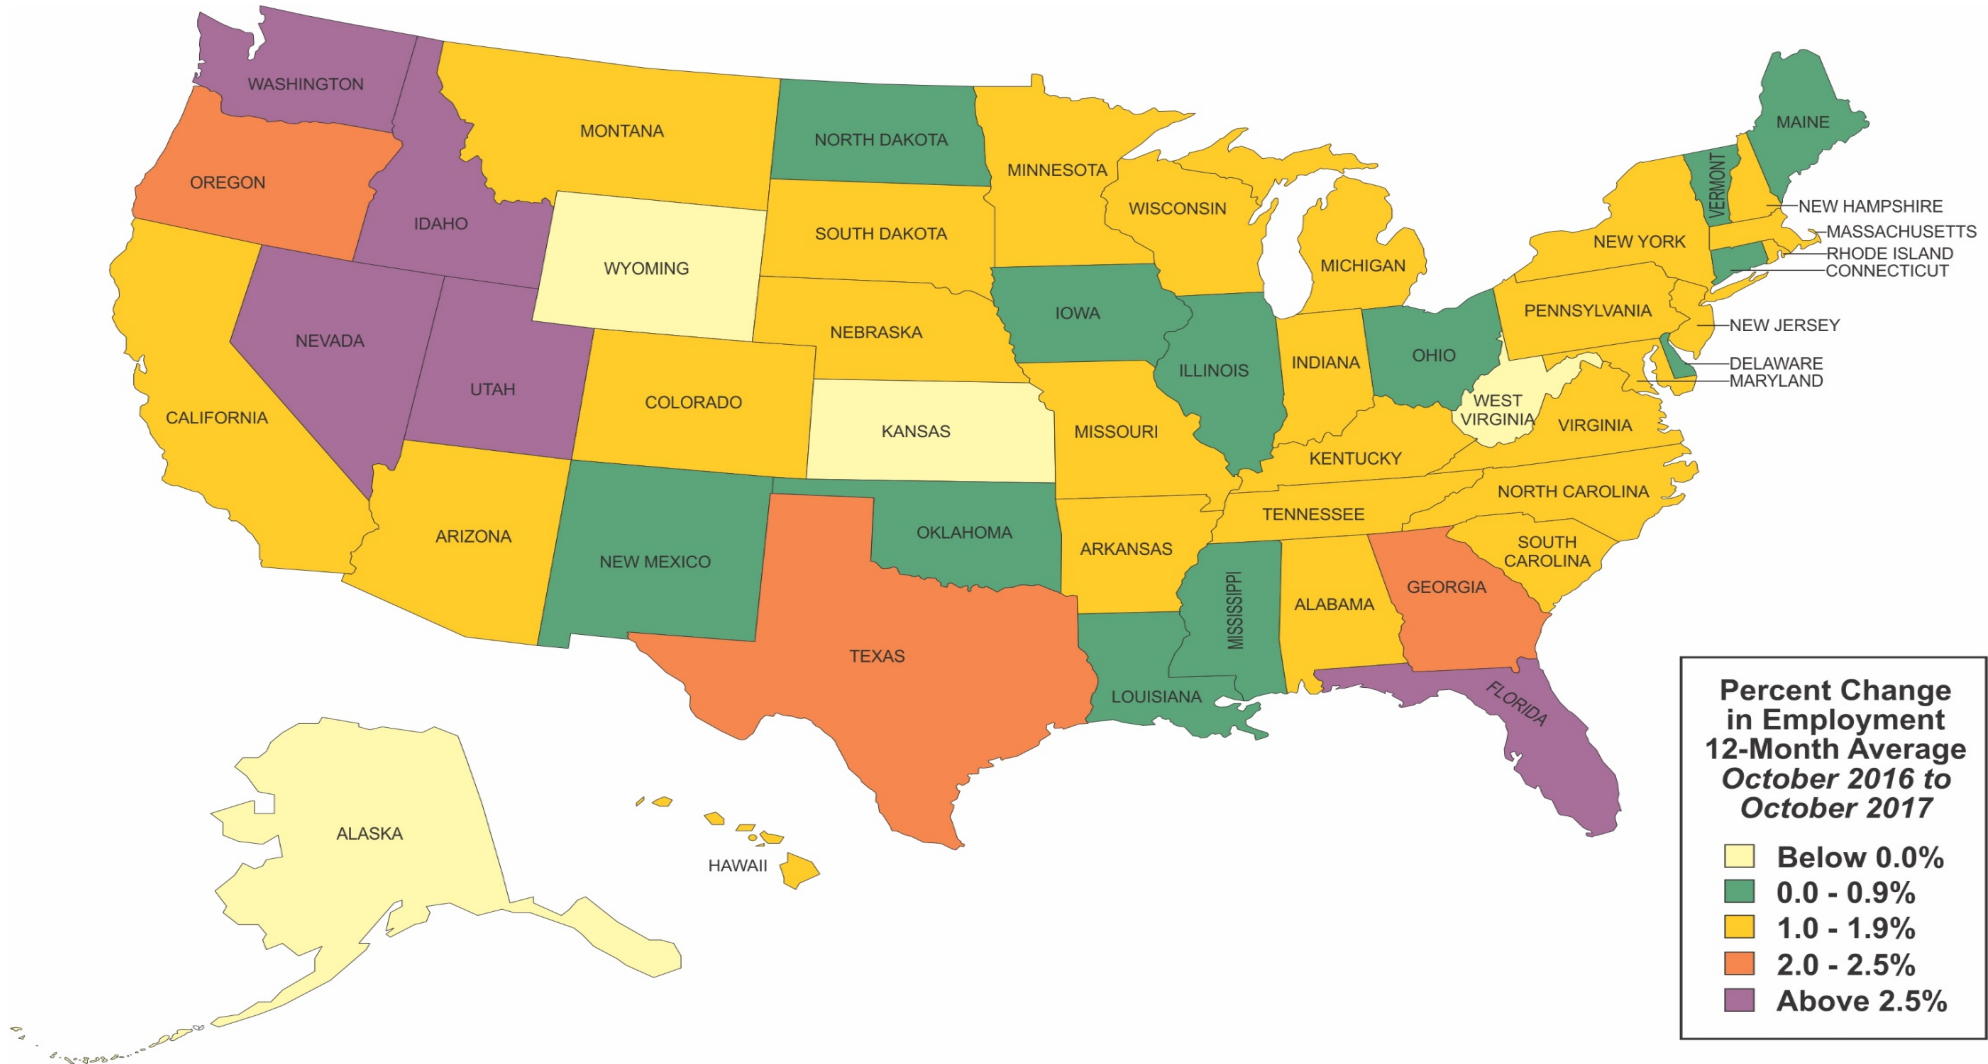 WASHINGTON
MONTANA
NORTH DAKOTA
MINNESOTA
MAINE
OREGON
IDAHO
WYOMING
SOUTH DAKOTA
WISCONSIN
MICHIGAN
NEW YORK
VERMONT
NEW HAMPSHIRE
MASSACHUSETTS
RHODE ISLAND
CONNECTICUT
NEVADA
UTAH
NEBRASKA
IOWA
ILLINOIS
INDIANA
OHIO
PENNSYLVANIA
NEW JERSEY
DELAWARE
MARYLAND
CALIFORNIA
COLORADO
KANSAS
MISSOURI
KENTUCKY
WEST
VIRGINIA
VIRGINIA
ARIZONA
NEW MEXICO
OKLAHOMA
ARKANSAS
TENNESSEE
NORTH CAROLINA
SOUTH
CAROLINA
TEXAS
LOUISIANA
MISSISSIPPI
ALABAMA
GEORGIA
FLORIDA
ALASKA
HAWAII
Percent Change
in Employment
12-Month Average
October 2016 to
October 2017
Below 0.0%
0.0 - 0.9%
1.0 - 1.9%
2.0 - 2.5%
Above 2.5%